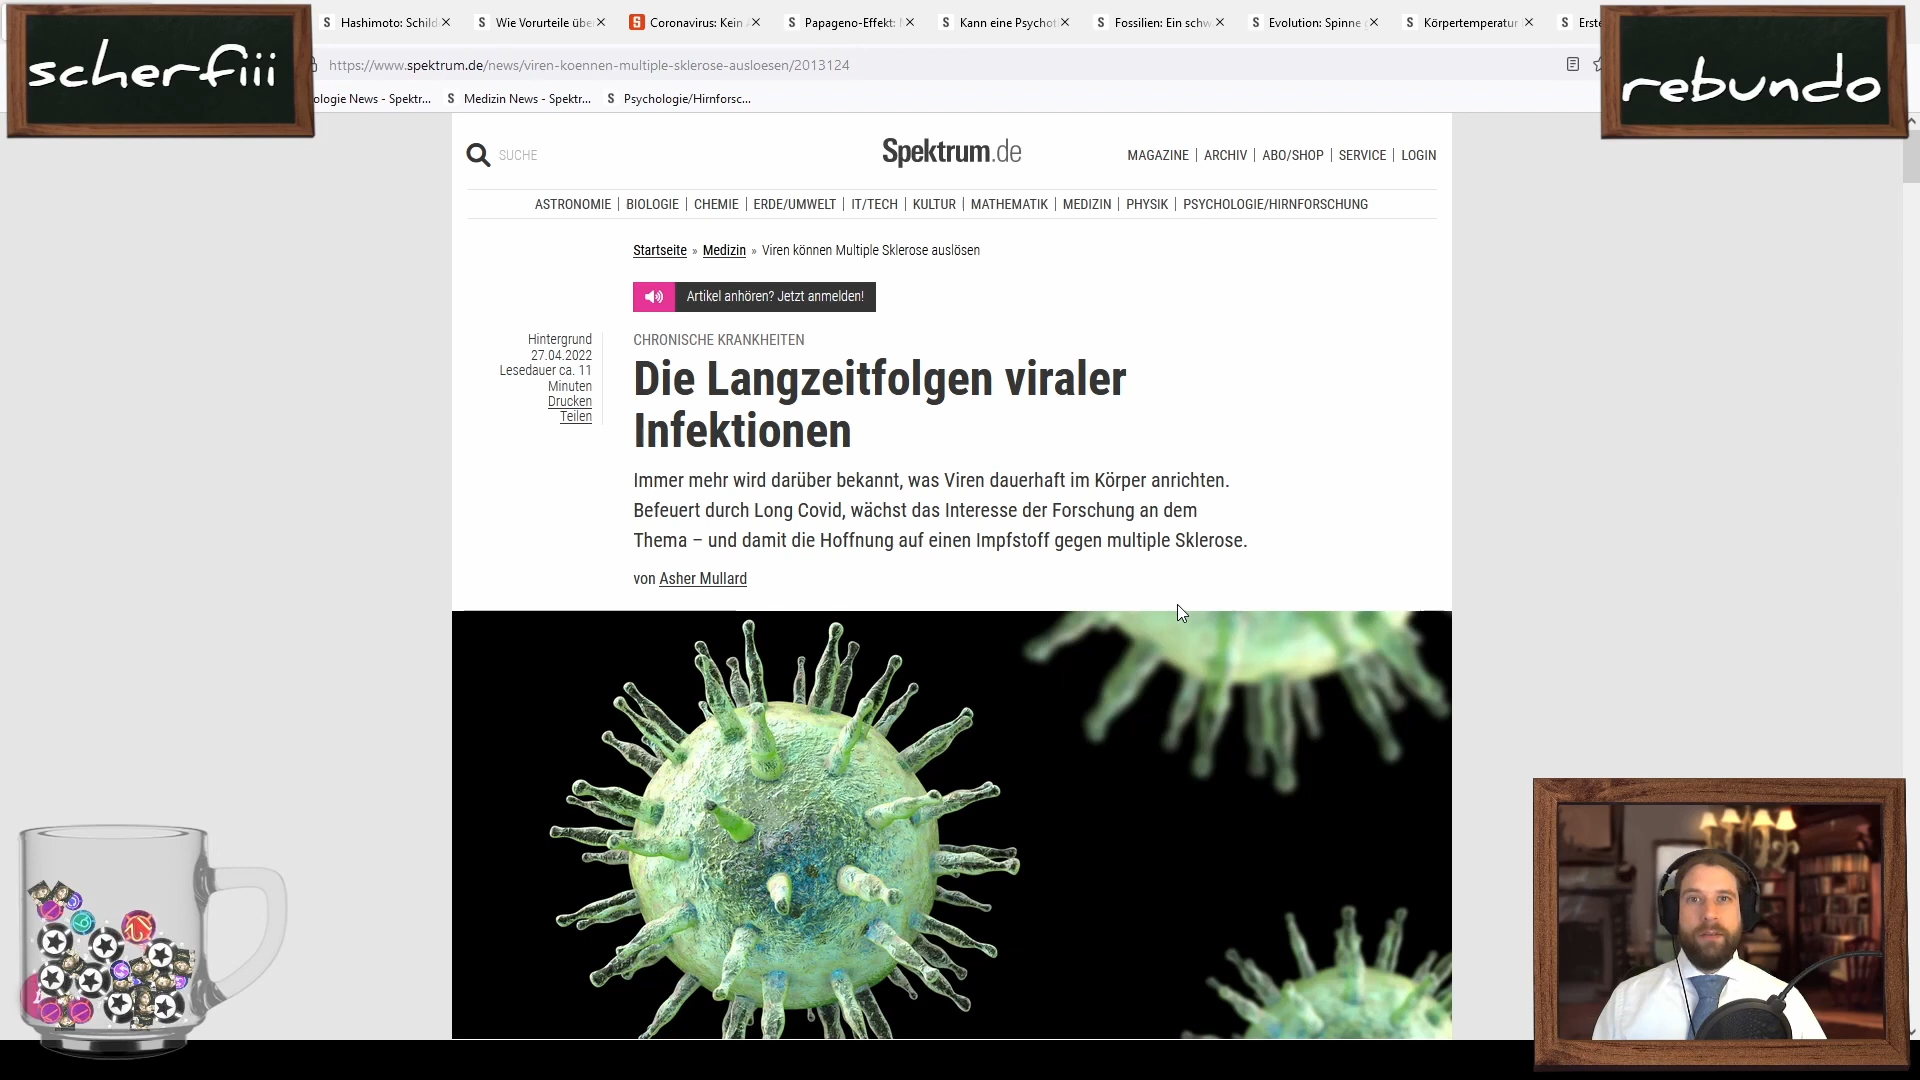 scherfiii
Hashimoto: Schild
Wie Vorurteile übe
Coronavirus: Kein
Papageno-Effekt:
Kann eine Psychot
Fossilien: Ein schw
Evolution: Spinne
Körpertemperatur
Erste
rebundo
https://www.spektrum.de/news/viren-koennen-multiple-sklerose-ausloesen/2013124
ologie News - Spektr...
Medizin News - Spektr...
Psychologie/Hirnforsc...
SUCHE
Spektrum.de
MAGAZINE | ARCHIV | ABO/SHOP | SERVICE | LOGIN
ASTRONOMIE | BIOLOGIE | CHEMIE | ERDE/UMWELT | IT/TECH | KULTUR | MATHEMATIK | MEDIZIN | PHYSIK | PSYCHOLOGIE/HIRNFORSCHUNG
Startseite » Medizin » Viren können Multiple Sklerose auslösen
Artikel anhören? Jetzt anmelden!
Hintergrund
27.04.2022
Lesedauer ca. 11
Minuten
Drucken
Teilen
CHRONISCHE KRANKHEITEN
Die Langzeitfolgen viraler
Infektionen
Immer mehr wird darüber bekannt, was Viren dauerhaft im Körper anrichten.
Befeuert durch Long Covid, wächst das Interesse der Forschung an dem
Thema – und damit die Hoffnung auf einen Impfstoff gegen multiple Sklerose.
von Asher Mullard